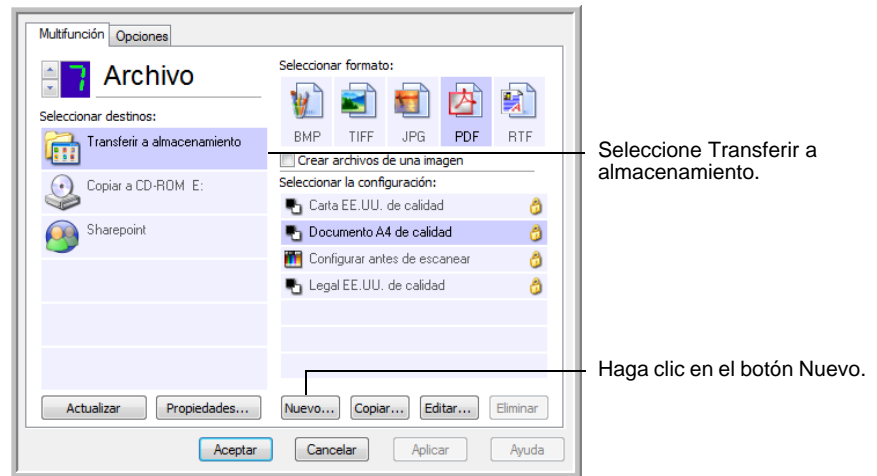 Multifunción Opciones
7 Archivo
Seleccionar destinos:
Transferir a almacenamiento
Copiar a CD-ROM E:
Sharepoint
Actualizar Propiedades...
Seleccionar formato:
BMP TIFF JPG PDF RTF
Crear archivos de una imagen
Seleccionar la configuración:
Carta EE.UU. de calidad
Documento A4 de calidad
Configurar antes de escanear
Legal EE.UU. de calidad
Nuevo... Copiar... Editar... Eliminar
Aceptar Cancelar Aplicar Ayuda
Seleccione Transferir a
almacenamiento.
Haga clic en el botón Nuevo.